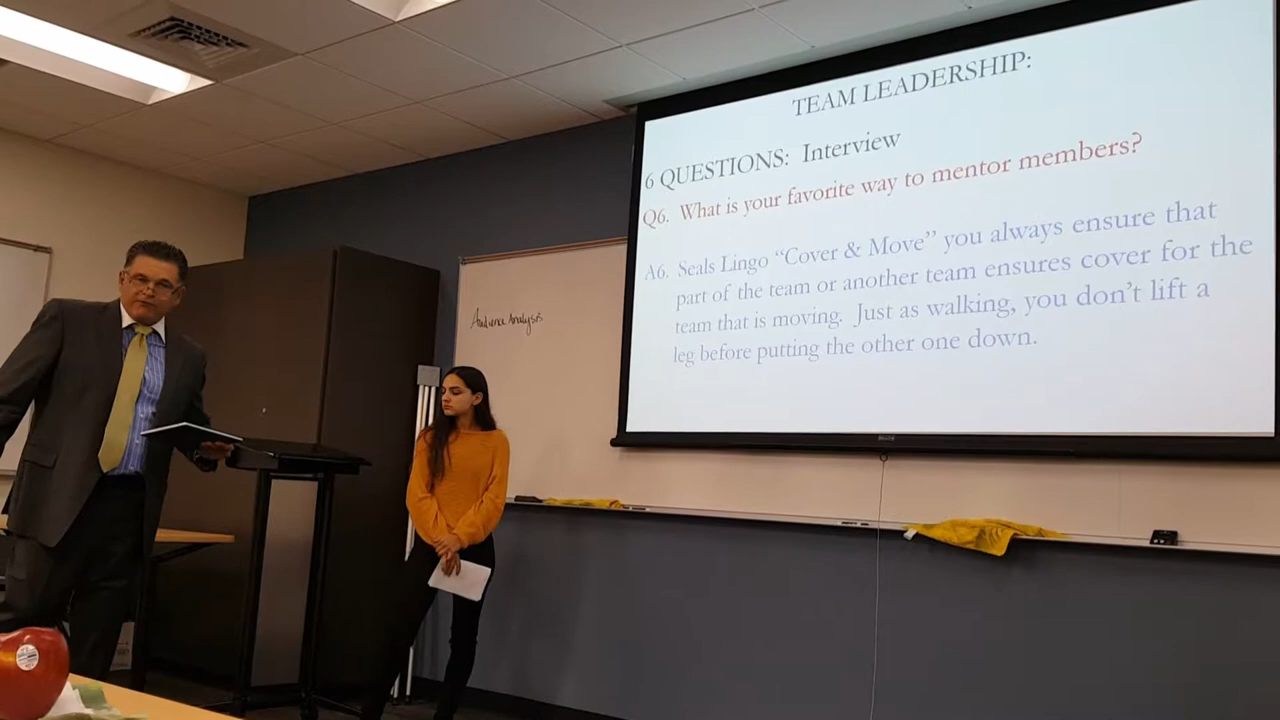 TEAM LEADERSHIP:
6 QUESTIONS: Interview
Q6. What is your favorite way to mentor members?
A6. Seals Lingo “Cover & Move” you always ensure that
part of the team or another team ensures cover for the
team that is moving. Just as walking, you don’t lift a
leg before putting the other one down.
Audience Analysis